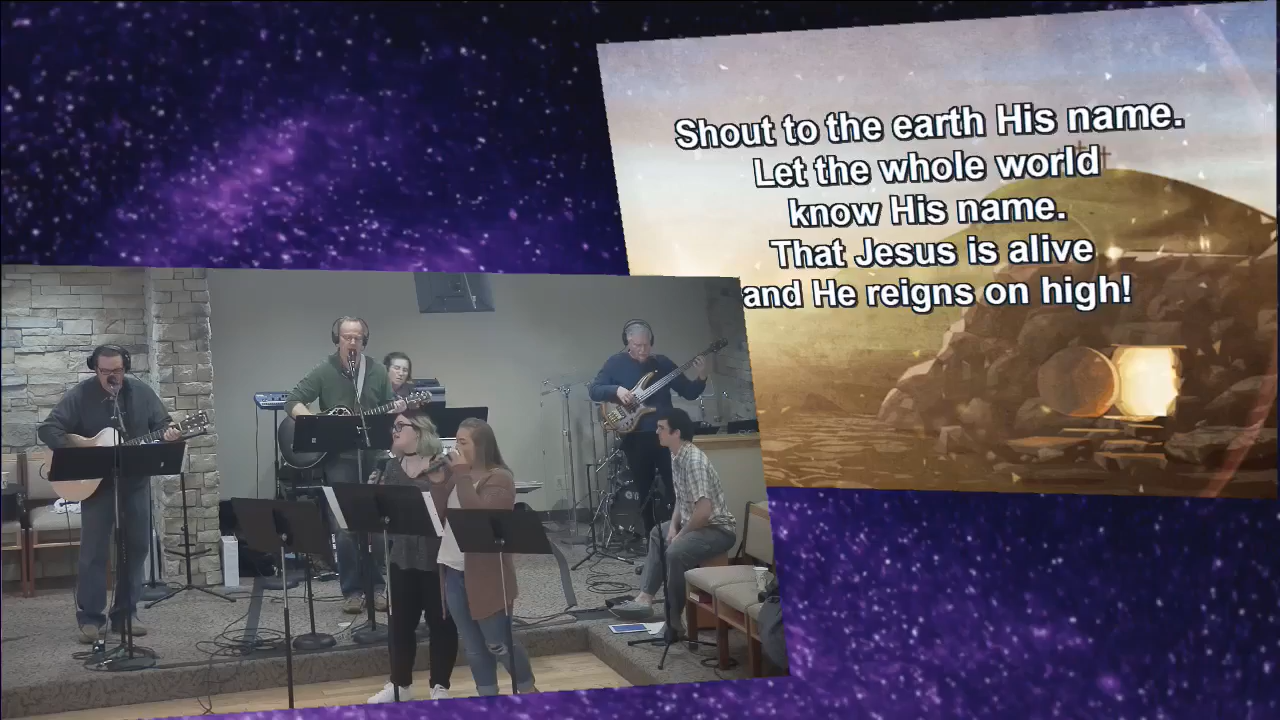 Shout to the earth His name.
Let the whole world
know His name.
That Jesus is alive
and He reigns on high!